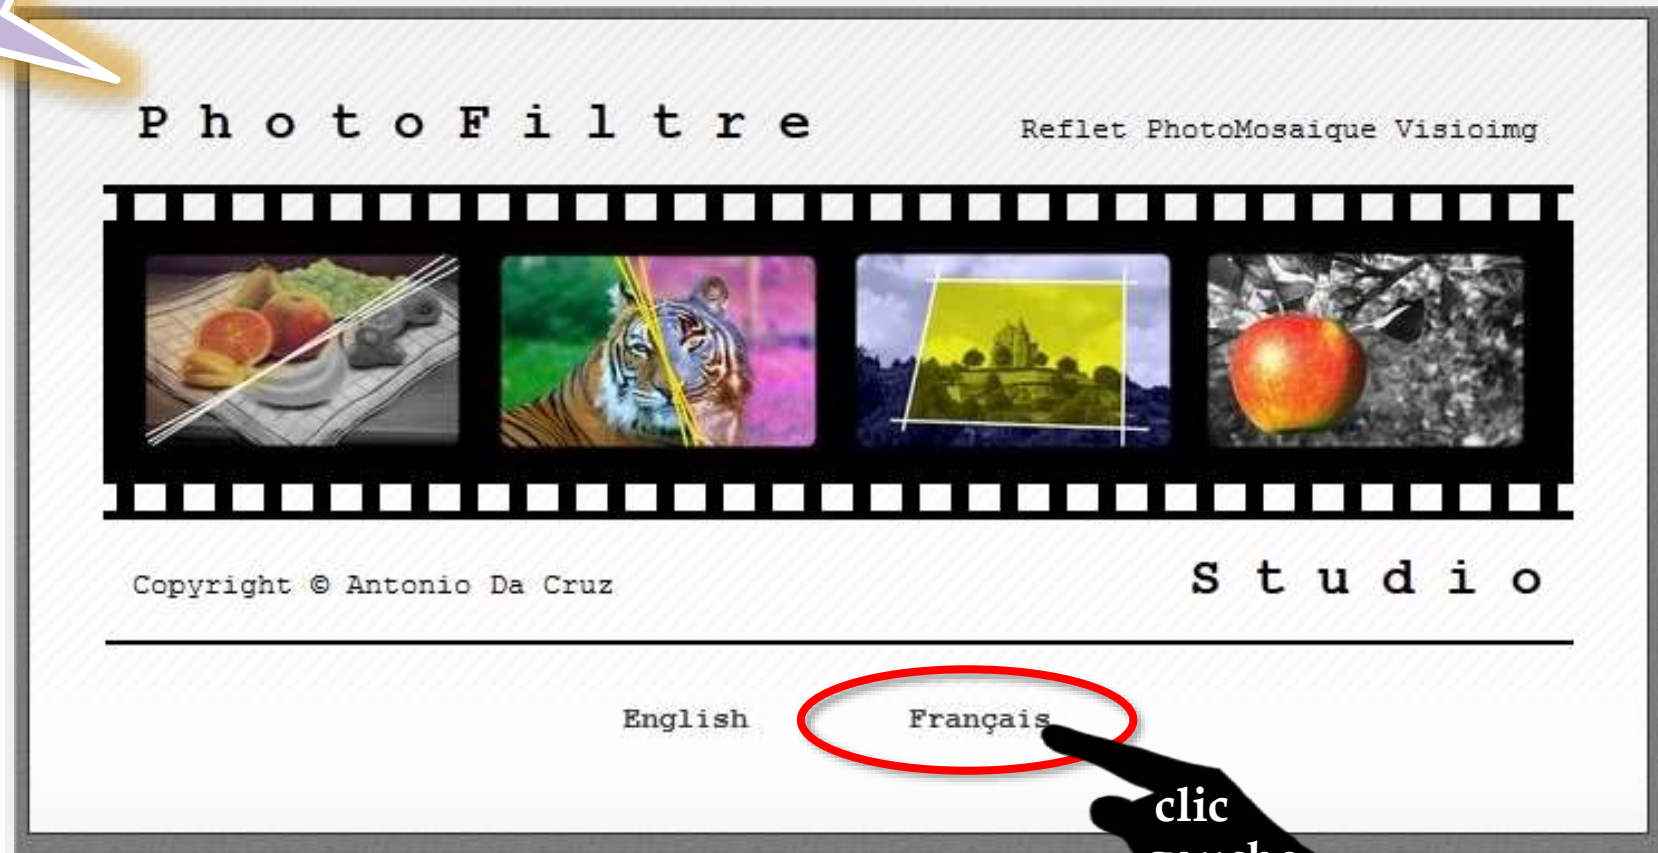 PhotoFiltre
Reflet PhotoMosaique Visioimg
Copyright © Antonio Da Cruz
Studio
English
Français
clic